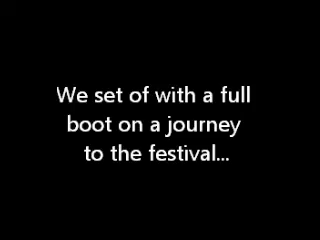 We set of with a full
boot on a journey
to the festival...